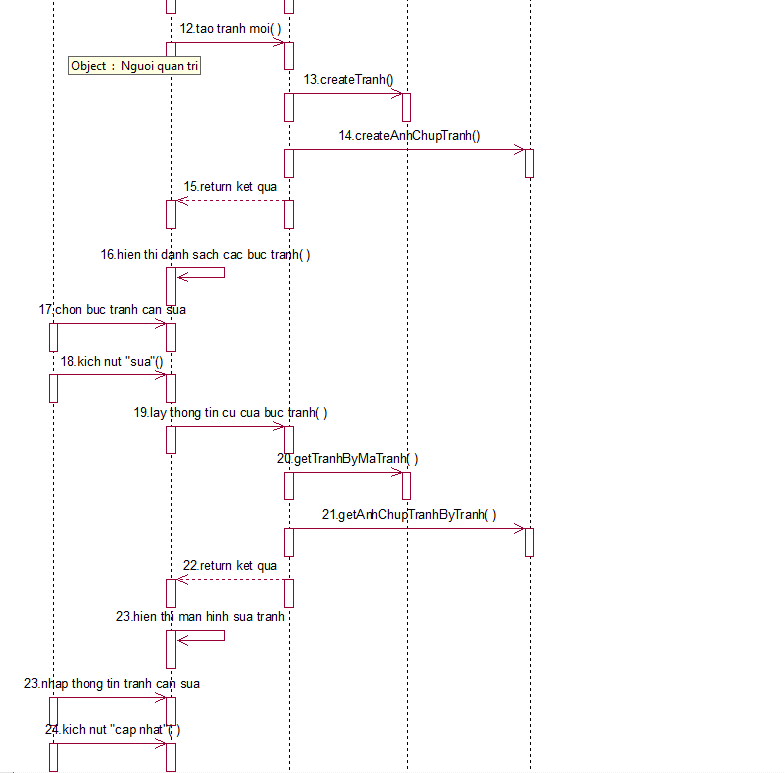 12.tao tranh moi( )
Object : Nguoi quan tri
13.createTranh()
14.createAnhChupTranh()
15.return ket qua
16.hien thi danh sach cac buc tranh( )
17.chon buc tranh can sua
18.kich nut "sua"()
19.lay thong tin cu cua buc tranh( )
20.getTranhByMaTranh( )
21.getAnhChupTranhByTranh( )
22.return ket qua
23.hien thi man hinh sua tranh
23.nhap thong tin tranh can sua
24.kich nut "cap nhat"( )